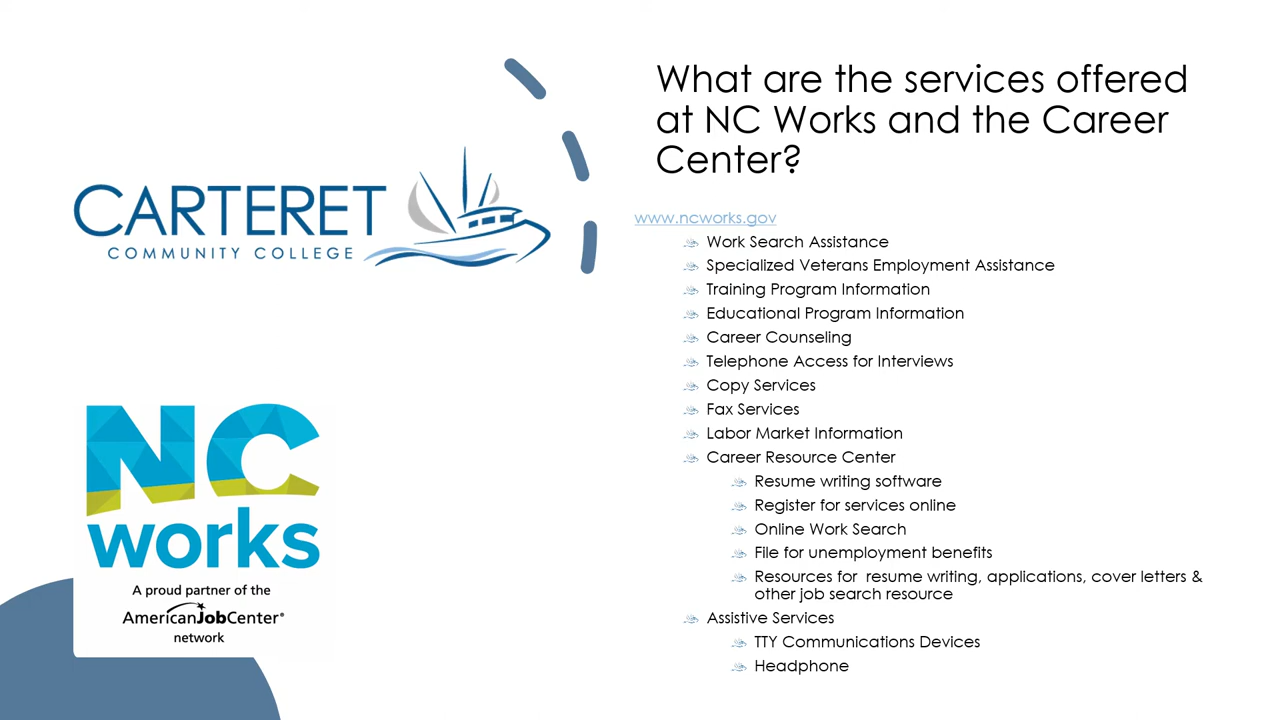 What are the services offered
at NC Works and the Career
Center?
CARTERET
COMMUNITY COLLEGE
www.ncworks.gov
Work Search Assistance
Specialized Veterans Employment Assistance
Training Program Information
Educational Program Information
Career Counseling
Telephone Access for Interviews
Copy Services
Fax Services
Labor Market Information
Career Resource Center
Resume writing software
Register for services online
Online Work Search
File for unemployment benefits
Resources for  resume writing, applications, cover letters &
other job search resource
Assistive Services
TTY Communications Devices
Headphone
NC
works
A proud partner of the
AmericanJobCenter®
network